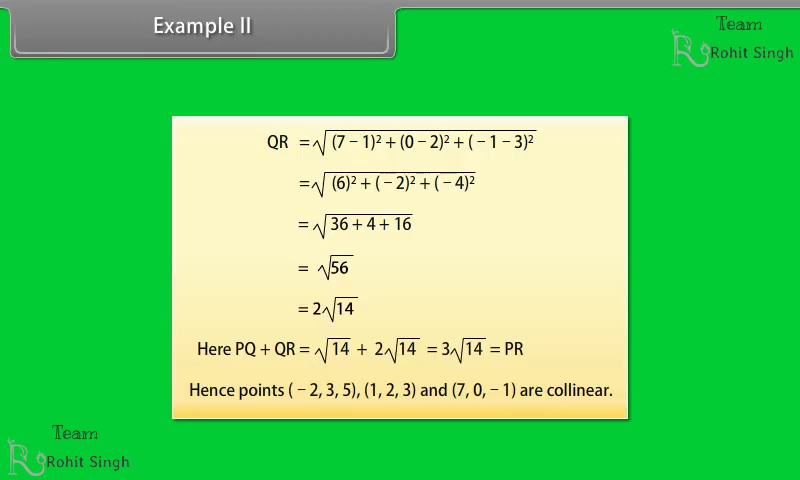 Example II
Team
Rohit Singh
QR = √(7 – 1)² + (0 – 2)² + ( – 1 – 3)²
= √(6)² + ( – 2)² + ( – 4)²
= √36 + 4 + 16
= √56
= 2√14
Here PQ + QR = √14 + 2√14 = 3√14 = PR
Hence points ( – 2, 3, 5), (1, 2, 3) and (7, 0, – 1) are collinear.
Team
Rohit Singh